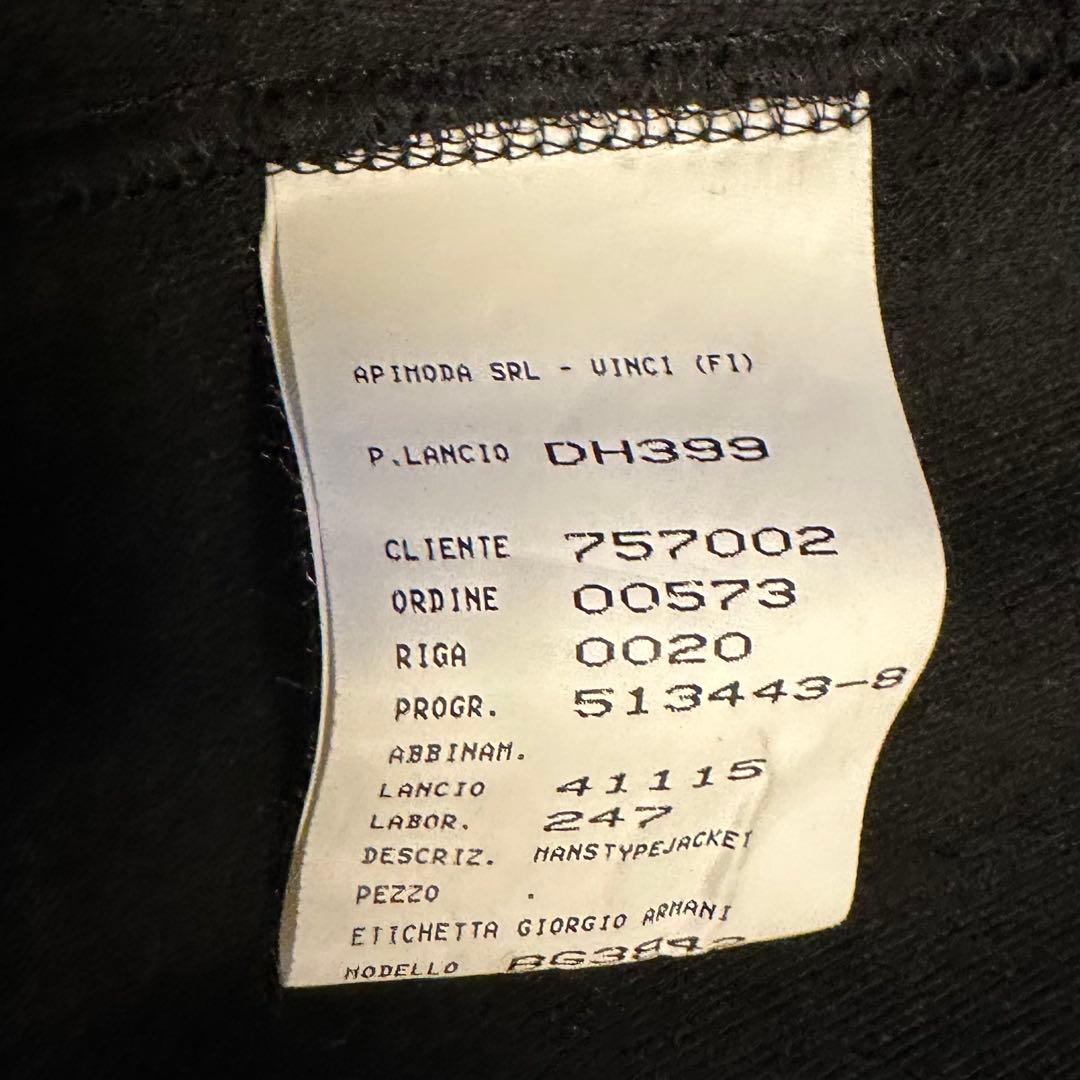 APIMODA SRL - VINCI (FI)
P.LANCIO DH399
CLIENTE 757002
ORDINE 00573
RIGA 0020
PROGR. 513443-8
ABBINAM.
LANCIO 41115
LABOR. 247
DESCRIZ. MANSTYPEJACKET
PEZZO .
ETICHETTA GIORGIO ARMANI
MODELLO